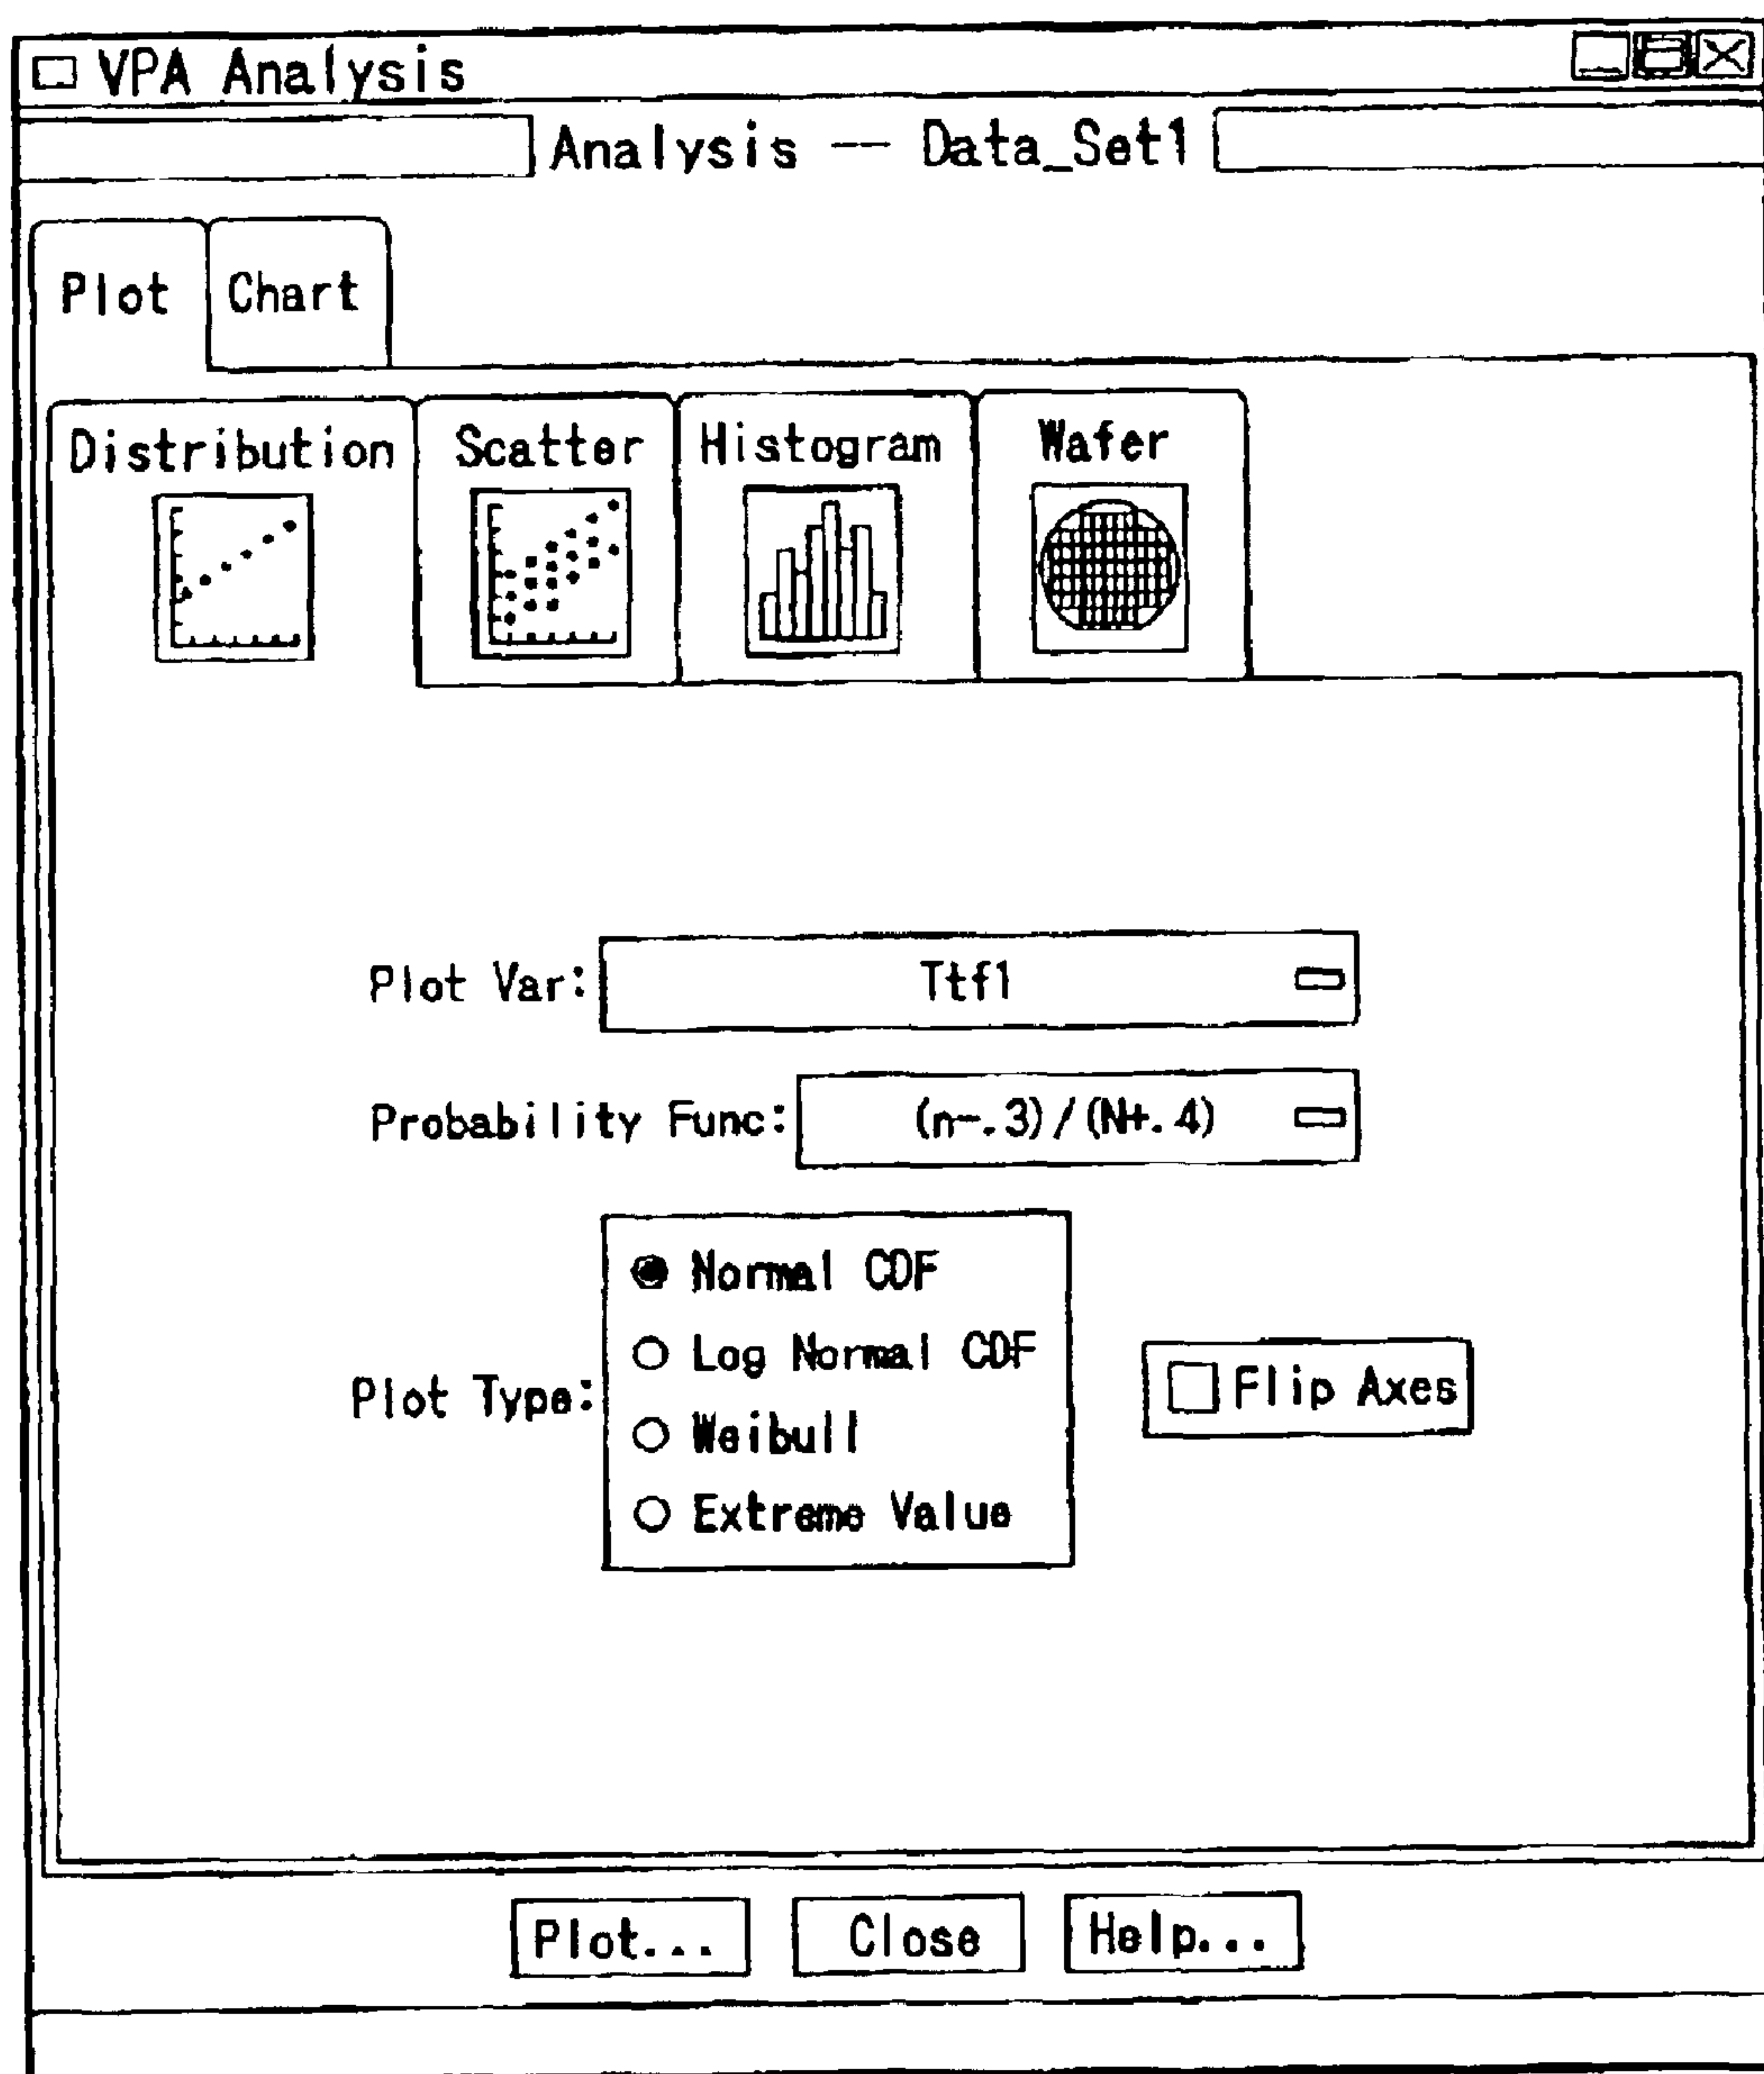 VPA Analysis
Analysis — Data_Set1
Plot Chart
Distribution Scatter Histogram Wafer
Plot Var: Ttf1
Probability Func: (n-.3)/(N+.4)
Normal CDF
Log Normal CDF
Plot Type: Flip Axes
Weibull
Extreme Value
Plot... Close Help...